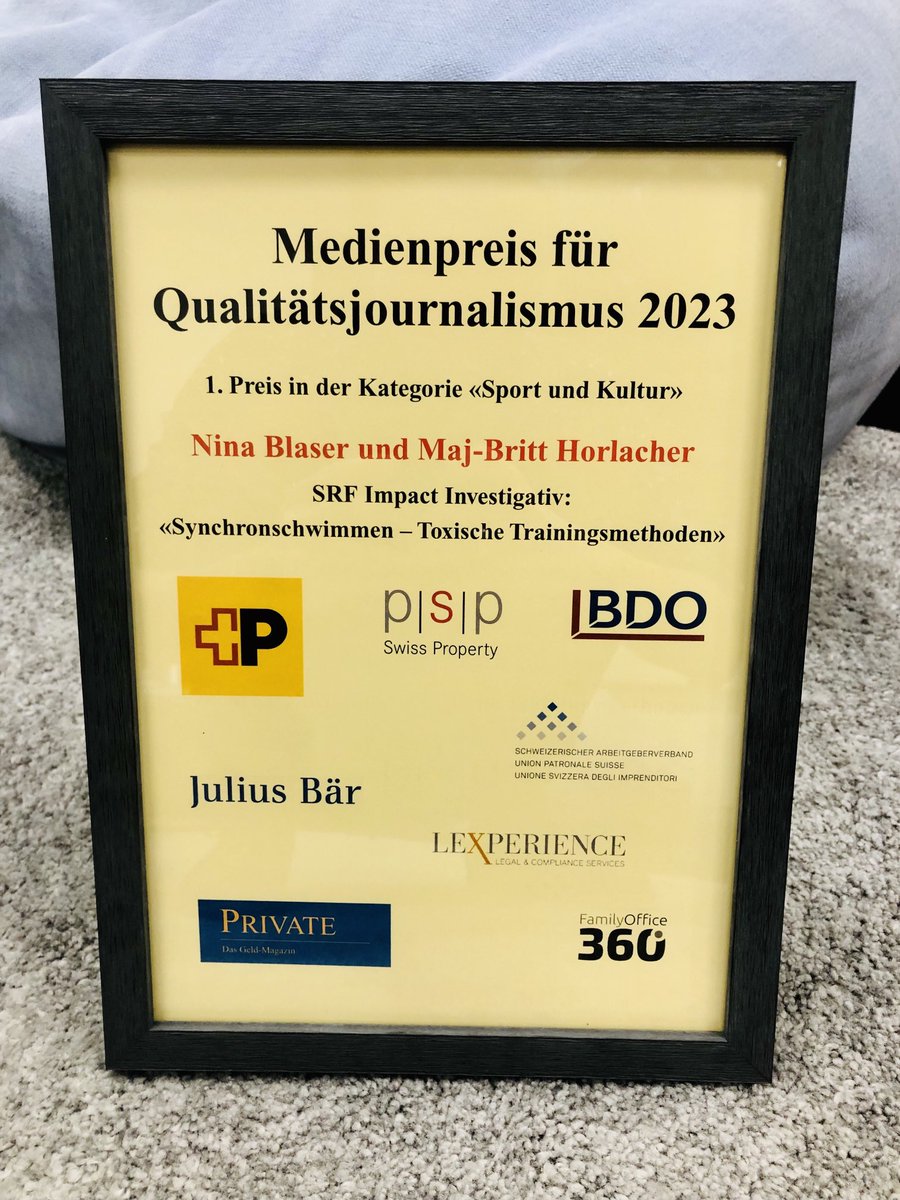 Medienpreis für
Qualitätsjournalismus 2023
1. Preis in der Kategorie «Sport und Kultur»
Nina Blaser und Maj-Britt Horlacher
SRF Impact Investigativ:
«Synchronschwimmen – Toxische Trainingsmethoden»
P
p|s|p
Swiss Property
BDO
SCHWEIZERISCHER ARBEITGEBERVERBAND
UNION PATRONALE SUISSE
UNIONE SVIZZERA DEGLI IMPRENDITORI
Julius Bär
LEXPERIENCE
LEGAL & COMPLIANCE SERVICES
PRIVATE
Das Geld-Magazin
FamilyOffice
360